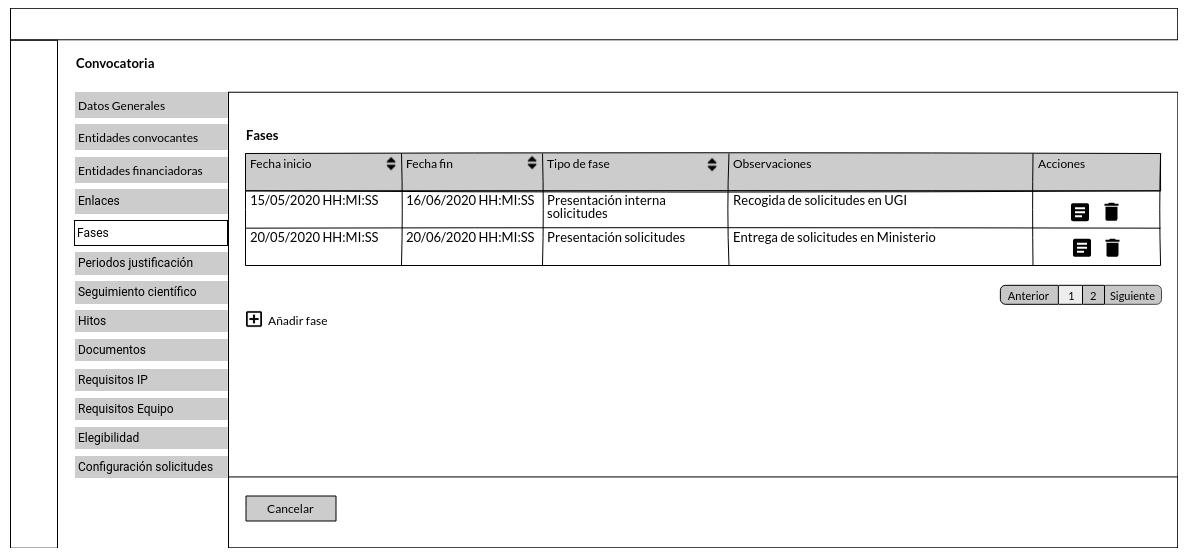 Convocatoria
Datos Generales
Entidades convocantes
Entidades financiadoras
Enlaces
Fases
Periodos justificación
Seguimiento científico
Hitos
Documentos
Requisitos IP
Requisitos Equipo
Elegibilidad
Configuración solicitudes
Fases
Fecha inicio Fecha fin Tipo de fase Observaciones Acciones
15/05/2020 HH:MI:SS 16/06/2020 HH:MI:SS Presentación interna Recogida de solicitudes en UGI
solicitudes
20/05/2020 HH:MI:SS 20/06/2020 HH:MI:SS Presentación solicitudes Entrega de solicitudes en Ministerio
Anterior 1 2 Siguiente
Añadir fase
Cancelar